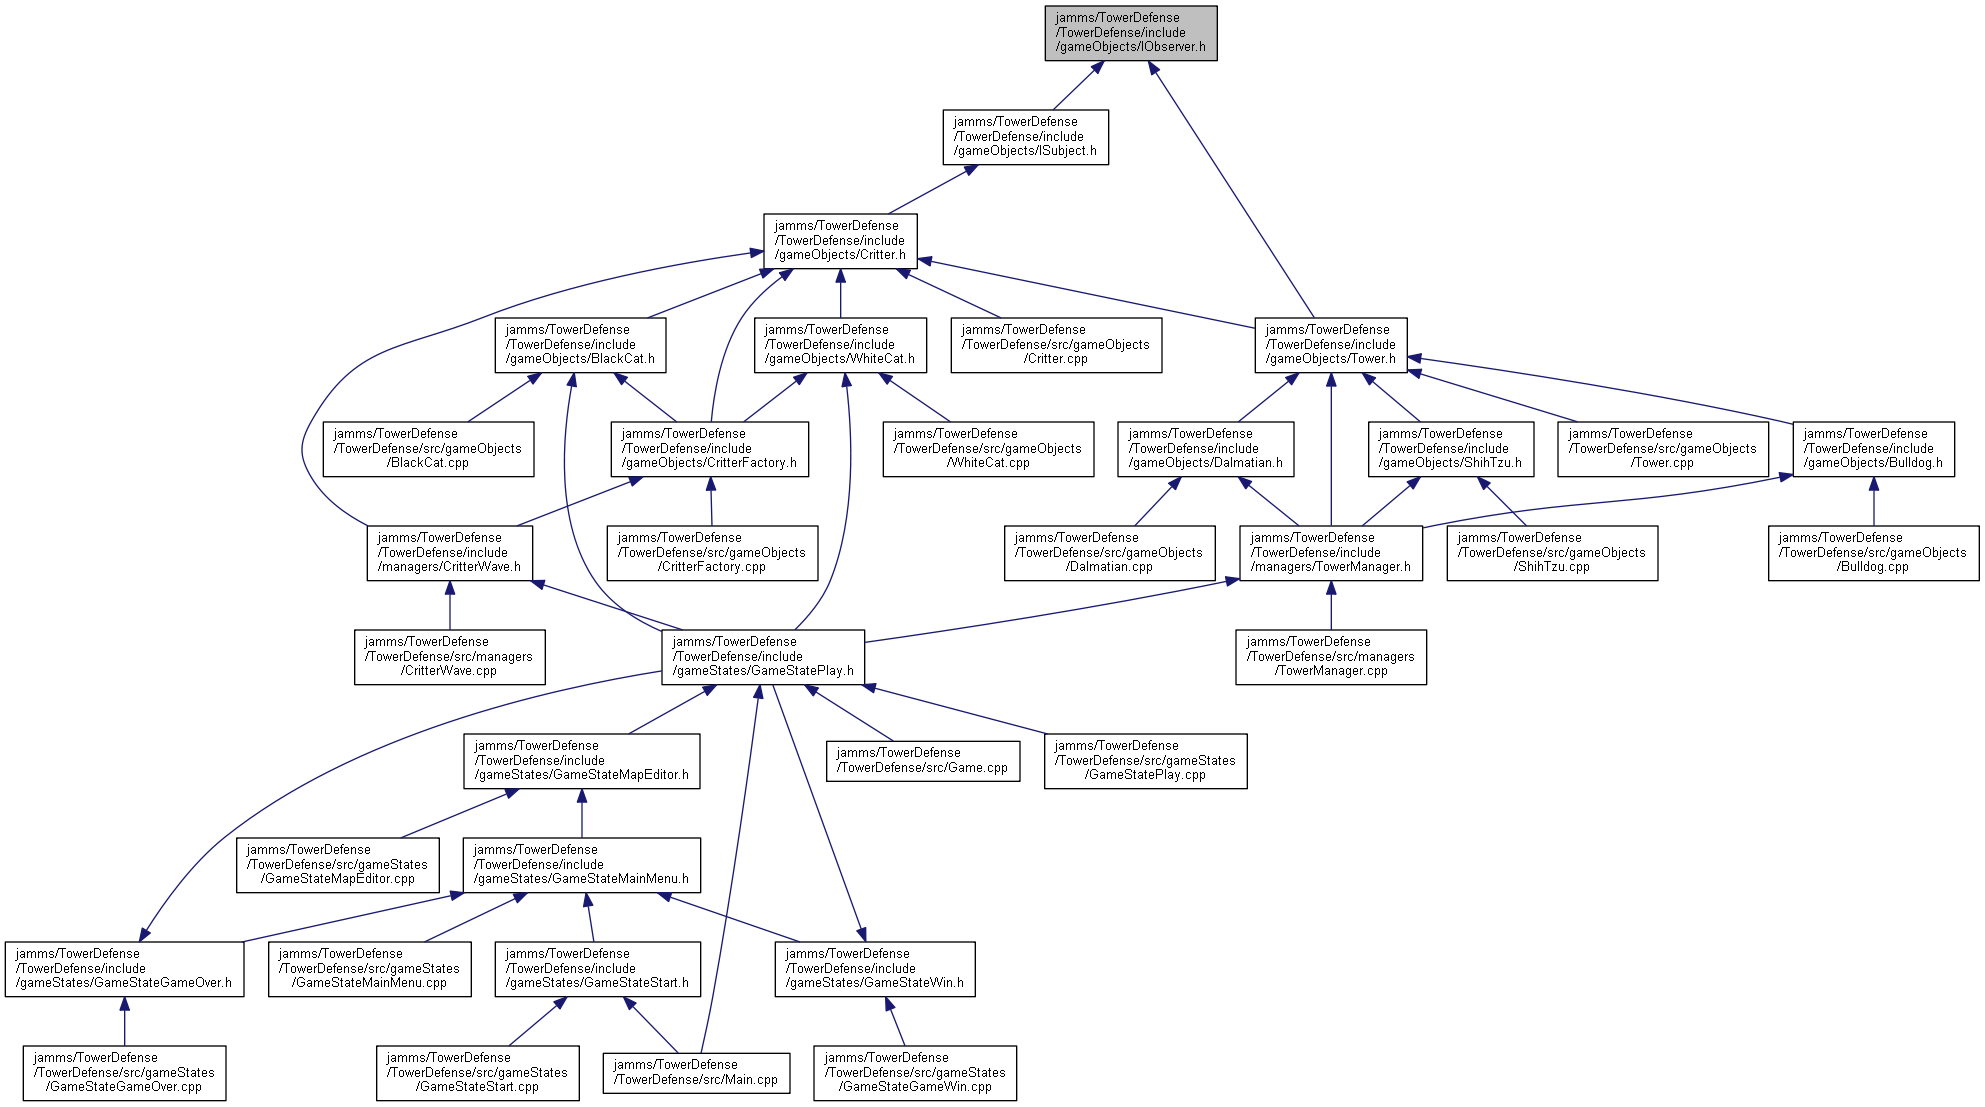 jamms/TowerDefense
/TowerDefense/include
/gameObjects/IObserver.h
jamms/TowerDefense
/TowerDefense/include
/gameObjects/ISubject.h
jamms/TowerDefense
/TowerDefense/include
/gameObjects/Critter.h
jamms/TowerDefense
/TowerDefense/include
/gameObjects/BlackCat.h
jamms/TowerDefense
/TowerDefense/include
/gameObjects/WhiteCat.h
jamms/TowerDefense
/TowerDefense/src/gameObjects
/Critter.cpp
jamms/TowerDefense
/TowerDefense/include
/gameObjects/Tower.h
jamms/TowerDefense
/TowerDefense/src/gameObjects
/BlackCat.cpp
jamms/TowerDefense
/TowerDefense/include
/gameObjects/CritterFactory.h
jamms/TowerDefense
/TowerDefense/src/gameObjects
/WhiteCat.cpp
jamms/TowerDefense
/TowerDefense/include
/gameObjects/Dalmatian.h
jamms/TowerDefense
/TowerDefense/include
/gameObjects/ShihTzu.h
jamms/TowerDefense
/TowerDefense/src/gameObjects
/Tower.cpp
jamms/TowerDefense
/TowerDefense/include
/gameObjects/Bulldog.h
jamms/TowerDefense
/TowerDefense/include
/managers/CritterWave.h
jamms/TowerDefense
/TowerDefense/src/gameObjects
/CritterFactory.cpp
jamms/TowerDefense
/TowerDefense/src/gameObjects
/Dalmatian.cpp
jamms/TowerDefense
/TowerDefense/include
/managers/TowerManager.h
jamms/TowerDefense
/TowerDefense/src/gameObjects
/ShihTzu.cpp
jamms/TowerDefense
/TowerDefense/src/gameObjects
/Bulldog.cpp
jamms/TowerDefense
/TowerDefense/src/managers
/CritterWave.cpp
jamms/TowerDefense
/TowerDefense/include
/gameStates/GameStatePlay.h
jamms/TowerDefense
/TowerDefense/src/managers
/TowerManager.cpp
jamms/TowerDefense
/TowerDefense/include
/gameStates/GameStateMapEditor.h
jamms/TowerDefense
/TowerDefense/src/Game.cpp
jamms/TowerDefense
/TowerDefense/src/gameStates
/GameStatePlay.cpp
jamms/TowerDefense
/TowerDefense/src/gameStates
/GameStateMapEditor.cpp
jamms/TowerDefense
/TowerDefense/include
/gameStates/GameStateMainMenu.h
jamms/TowerDefense
/TowerDefense/include
/gameStates/GameStateGameOver.h
jamms/TowerDefense
/TowerDefense/src/gameStates
/GameStateMainMenu.cpp
jamms/TowerDefense
/TowerDefense/include
/gameStates/GameStateStart.h
jamms/TowerDefense
/TowerDefense/include
/gameStates/GameStateWin.h
jamms/TowerDefense
/TowerDefense/src/gameStates
/GameStateGameOver.cpp
jamms/TowerDefense
/TowerDefense/src/gameStates
/GameStateStart.cpp
jamms/TowerDefense
/TowerDefense/src/Main.cpp
jamms/TowerDefense
/TowerDefense/src/gameStates
/GameStateGameWin.cpp